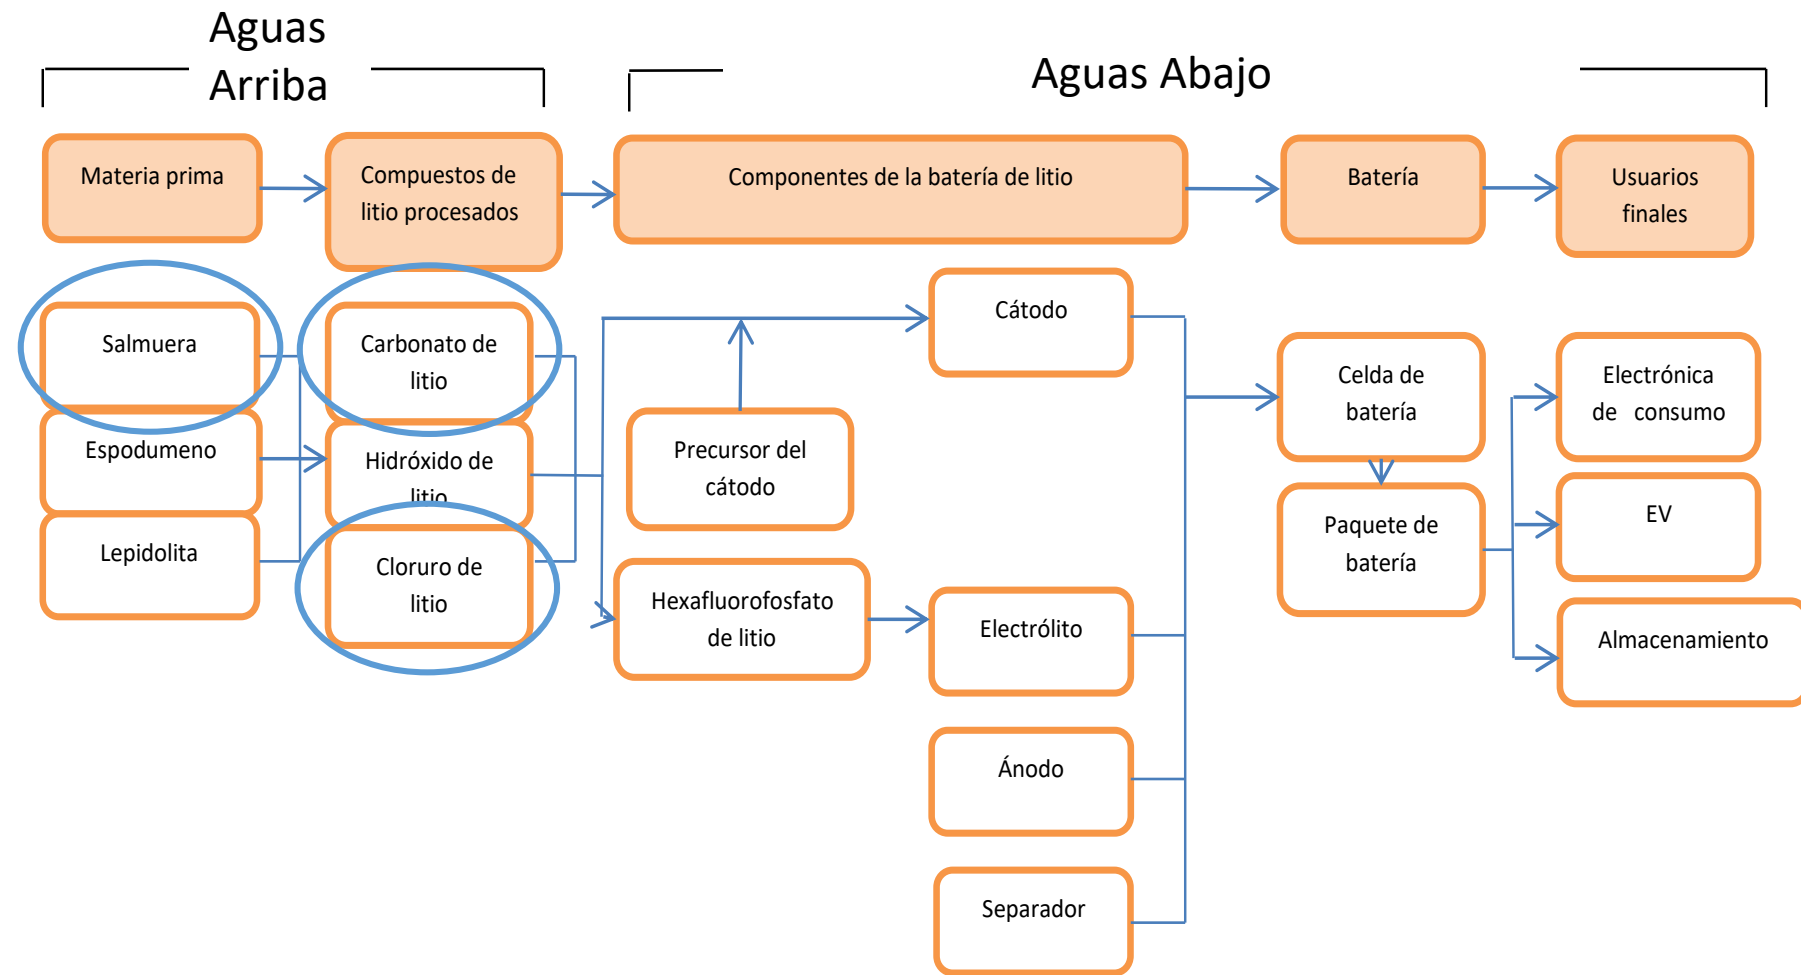 Aguas
Arriba
Aguas Abajo
Materia prima
Compuestos de
litio procesados
Componentes de la batería de litio
Batería
Usuarios
finales
Salmuera
Espodumeno
Lepidolita
Carbonato de
litio
Hidróxido de
litio
Cloruro de
litio
Precursor del
cátodo
Hexafluorofosfato
de litio
Cátodo
Electrólito
Ánodo
Separador
Celda de
batería
Paquete de
batería
Electrónica
de consumo
EV
Almacenamiento